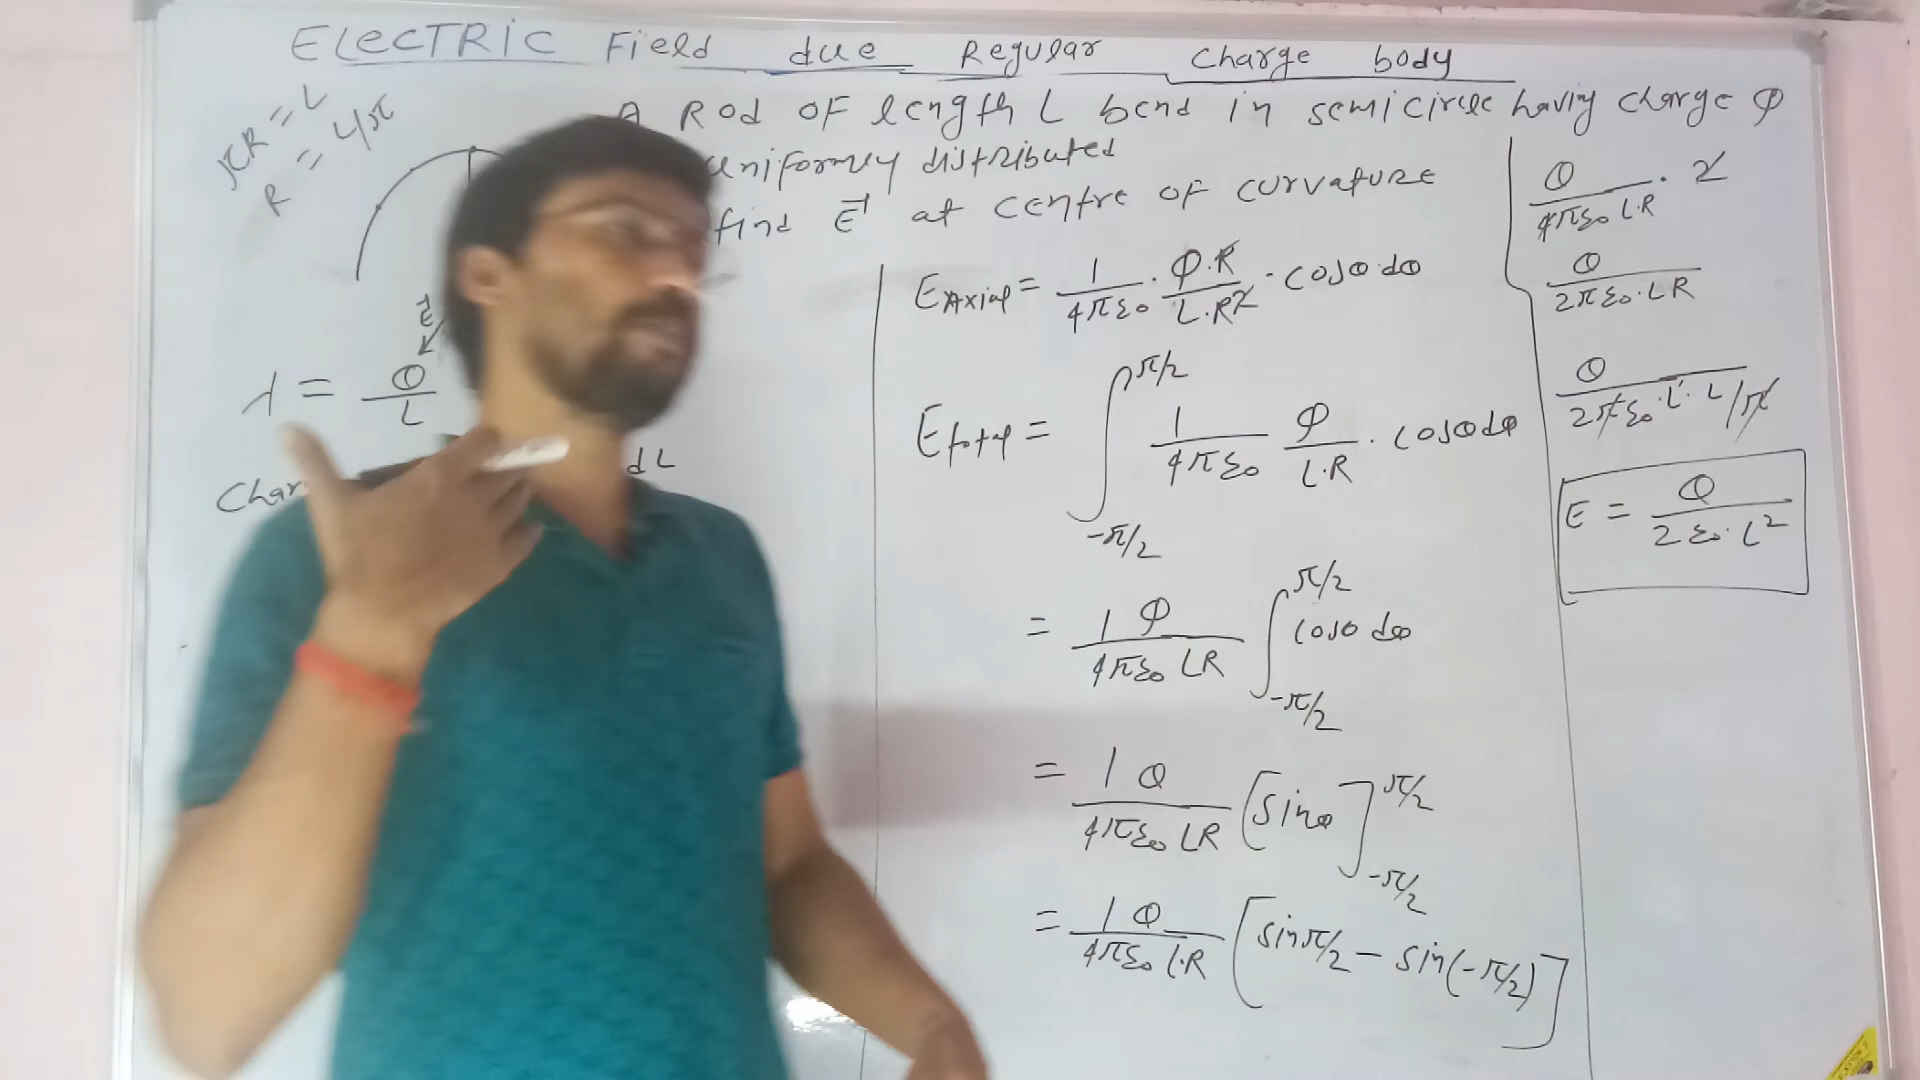 ELECTRIC Field due Regular Charge body
πR = L
R = L/π
A Rod OF length L bend in semicircle having charge Q
uniformly distributed
find E⃗ at centre OF curvature
E⃗
λ = Q/L
Char
dL
E Axial = 1/4πε₀ · Q.R/L.R² · cosθ dθ
E total = ∫ -π/2 π/2 1/4πε₀ Q/L.R · cosθ dθ
= 1 Q/4πε₀ LR ∫ -π/2 π/2 cosθ dθ
= 1 Q/4πε₀ LR [sinθ] π/2 -π/2
= 1 Q/4πε₀ L.R [sin π/2 - sin(-π/2)]
Q/4πε₀ L.R · 2
Q/2πε₀.LR
Q/2πε₀.L.L/π
E = Q/2ε₀.L²